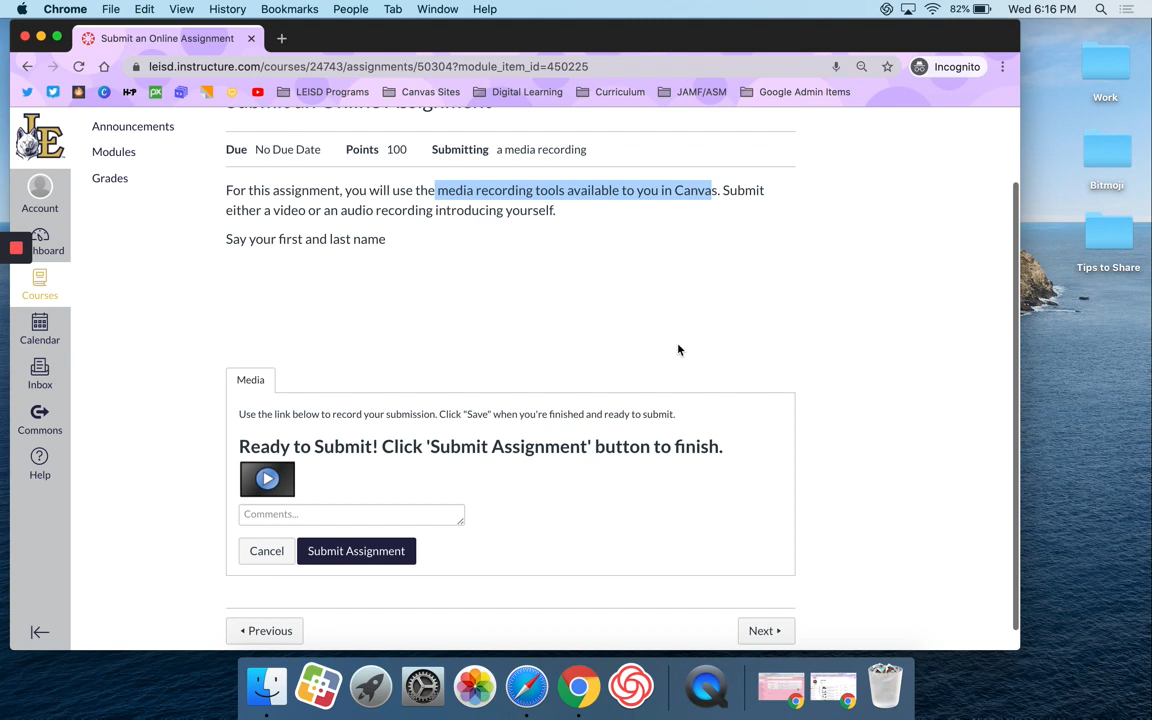 Chrome File Edit View History Bookmarks People Tab Window Help 82% Wed 6:16 PM
Submit an Online Assignment
leisd.instructure.com/courses/24743/assignments/50304?module_item_id=450225 Incognito
LEISD Programs Canvas Sites Digital Learning Curriculum JAMF/ASM Google Admin Items
Work
Bitmoji
Tips to Share
LE
Account
hboard
Courses
Calendar
Inbox
Commons
Help
Announcements
Modules
Grades
Submit an Online Assignment
Due No Due Date Points 100 Submitting a media recording
For this assignment, you will use the media recording tools available to you in Canvas. Submit
either a video or an audio recording introducing yourself.
Say your first and last name
Media
Use the link below to record your submission. Click "Save" when you're finished and ready to submit.
Ready to Submit! Click 'Submit Assignment' button to finish.
Comments...
Cancel Submit Assignment
Previous Next